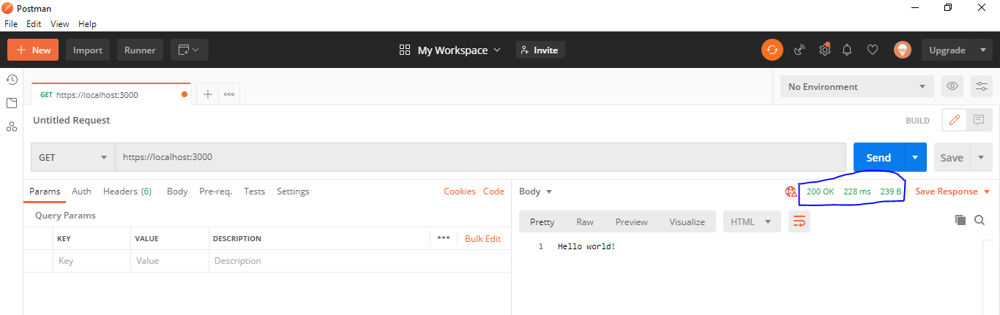 Postman
File Edit View Help
+ New Import Runner My Workspace Invite Upgrade
GET https://localhost:3000 No Environment
Untitled Request BUILD
GET https://localhost:3000 Send Save
Params Auth Headers (6) Body Pre-req. Tests Settings Cookies Code Body 200 OK 228 ms 239 B Save Response
Query Params Pretty Raw Preview Visualize HTML
KEY VALUE DESCRIPTION ••• Bulk Edit 1 Hello world!
Key Value Description